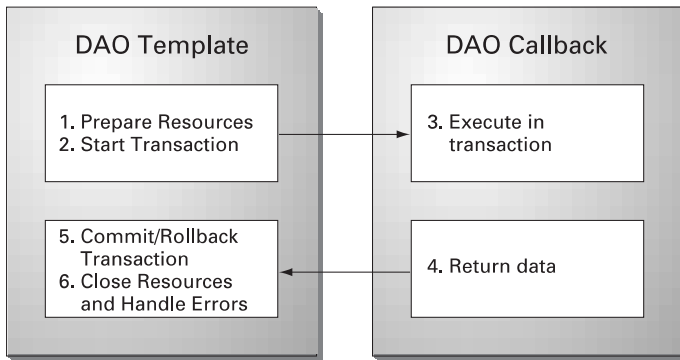 DAO Template
1. Prepare Resources
2. Start Transaction
5. Commit/Rollback
Transaction
6. Close Resources
and Handle Errors
DAO Callback
3. Execute in
transaction
4. Return data